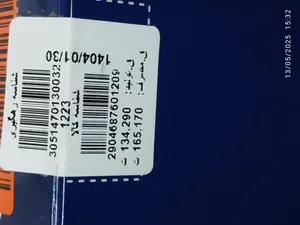 ق.مصرف: 165,170 ت
ق.تولید: 134,290 ت
2904687601209
شناسه کالا
1223
1404/01/30
3051470130032
شناسه رهگیری
13/05/2025 15:32